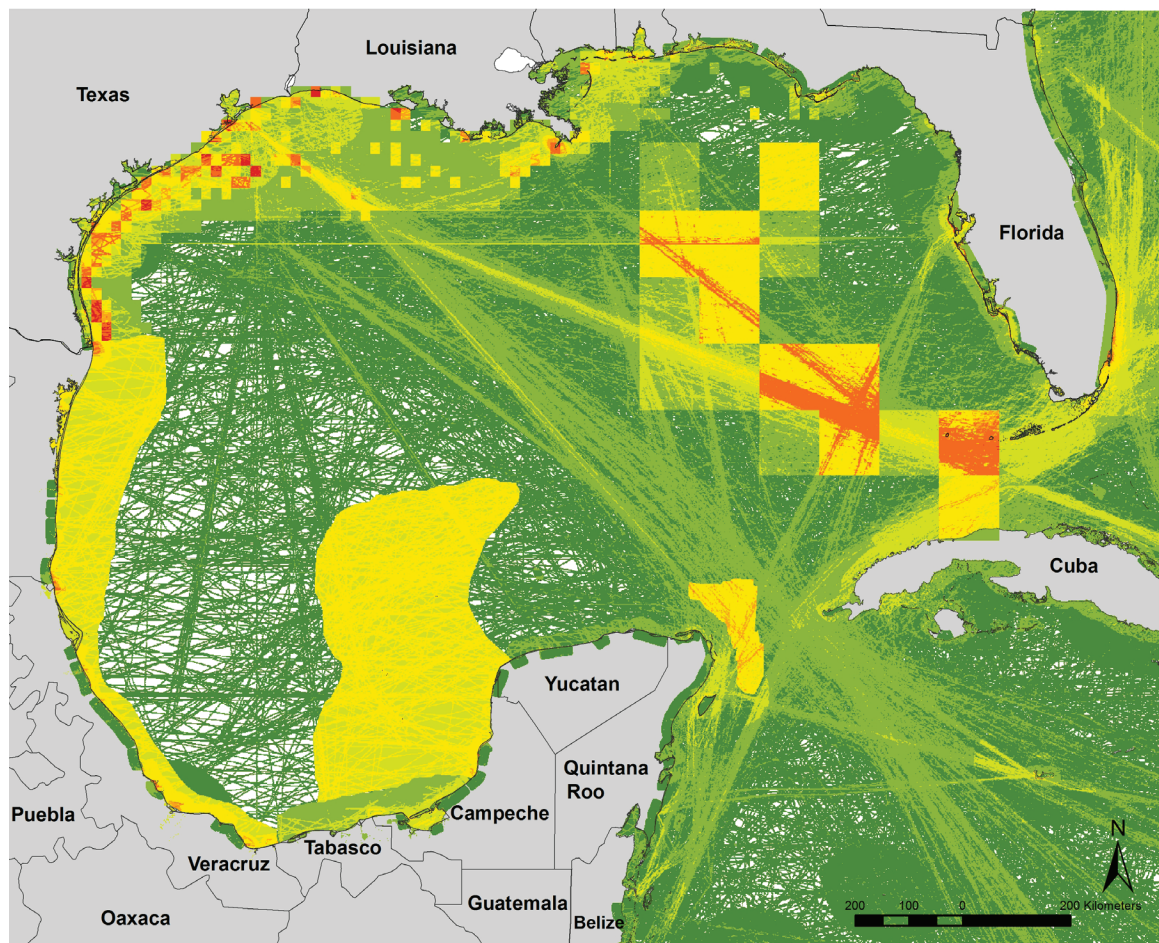 Louisiana
Texas
Florida
Cuba
Yucatan
Quintana
Roo
Campeche
Puebla
Tabasco
Veracruz
Guatemala
Oaxaca
Belize
N
200 100 0 200 Kilometers